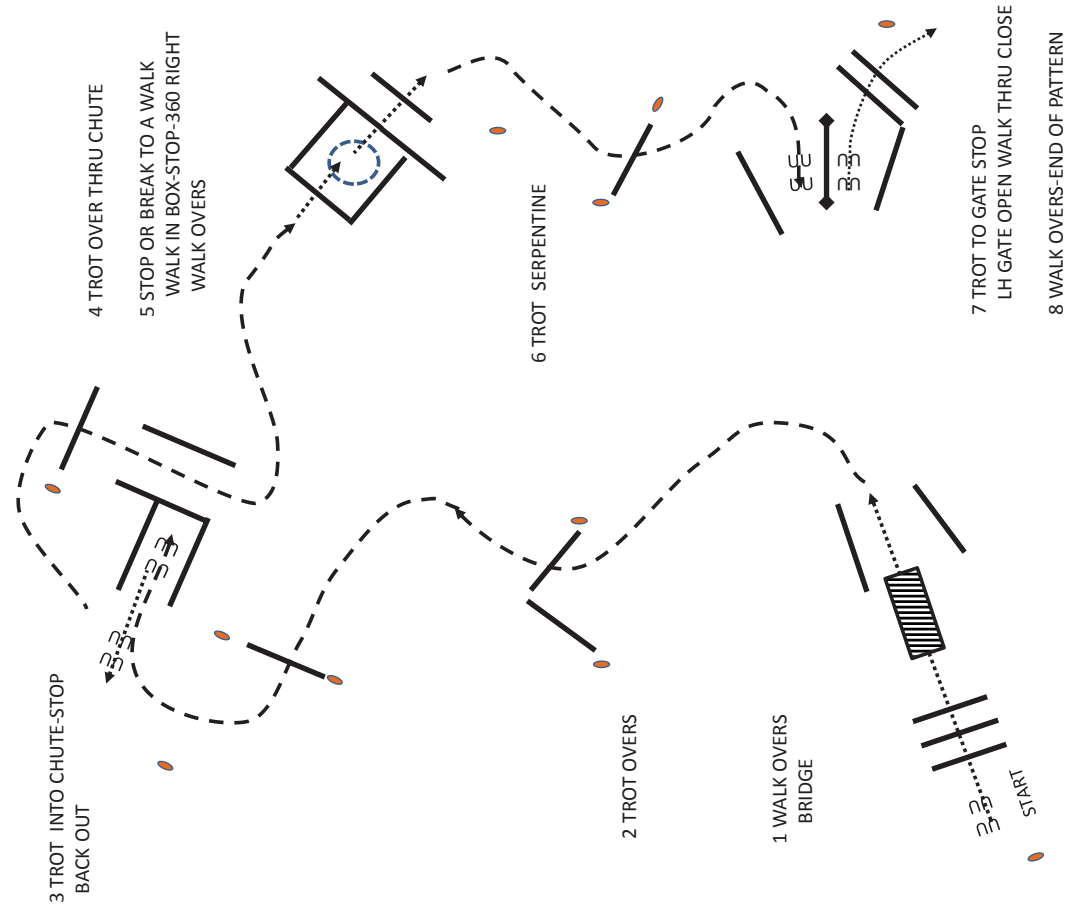 START
1 WALK OVERS
BRIDGE
2 TROT OVERS
3 TROT INTO CHUTE-STOP
BACK OUT
4 TROT OVER THRU CHUTE
5 STOP OR BREAK TO A WALK
WALK IN BOX-STOP-360 RIGHT
WALK OVERS
6 TROT SERPENTINE
7 TROT TO GATE STOP
LH GATE OPEN WALK THRU CLOSE
8 WALK OVERS-END OF PATTERN